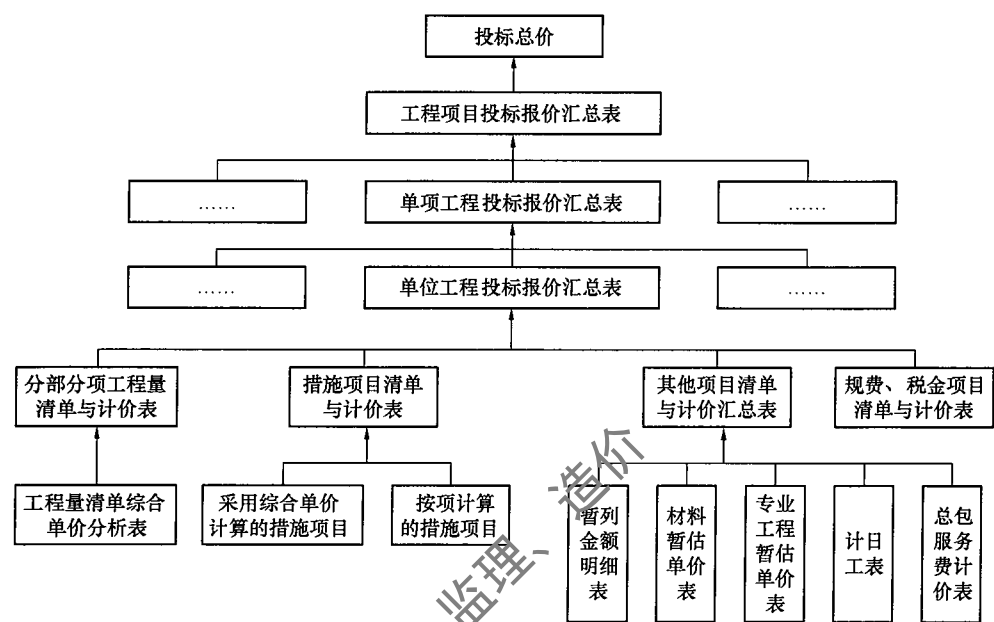 投标总价
工程项目投标报价汇总表
……
单项工程投标报价汇总表
……
……
单位工程投标报价汇总表
……
分部分项工程量
清单与计价表
措施项目清单
与计价表
其他项目清单
与计价汇总表
规费、税金项目
清单与计价表
工程量清单综合
单价分析表
采用综合单价
计算的措施项目
按项计算
的措施项目
暂列
金额
明细
表
材料
暂估
单价
表
专业
工程
暂估
单价
表
计日
工表
总包
服务
费计
价表
监理、造价